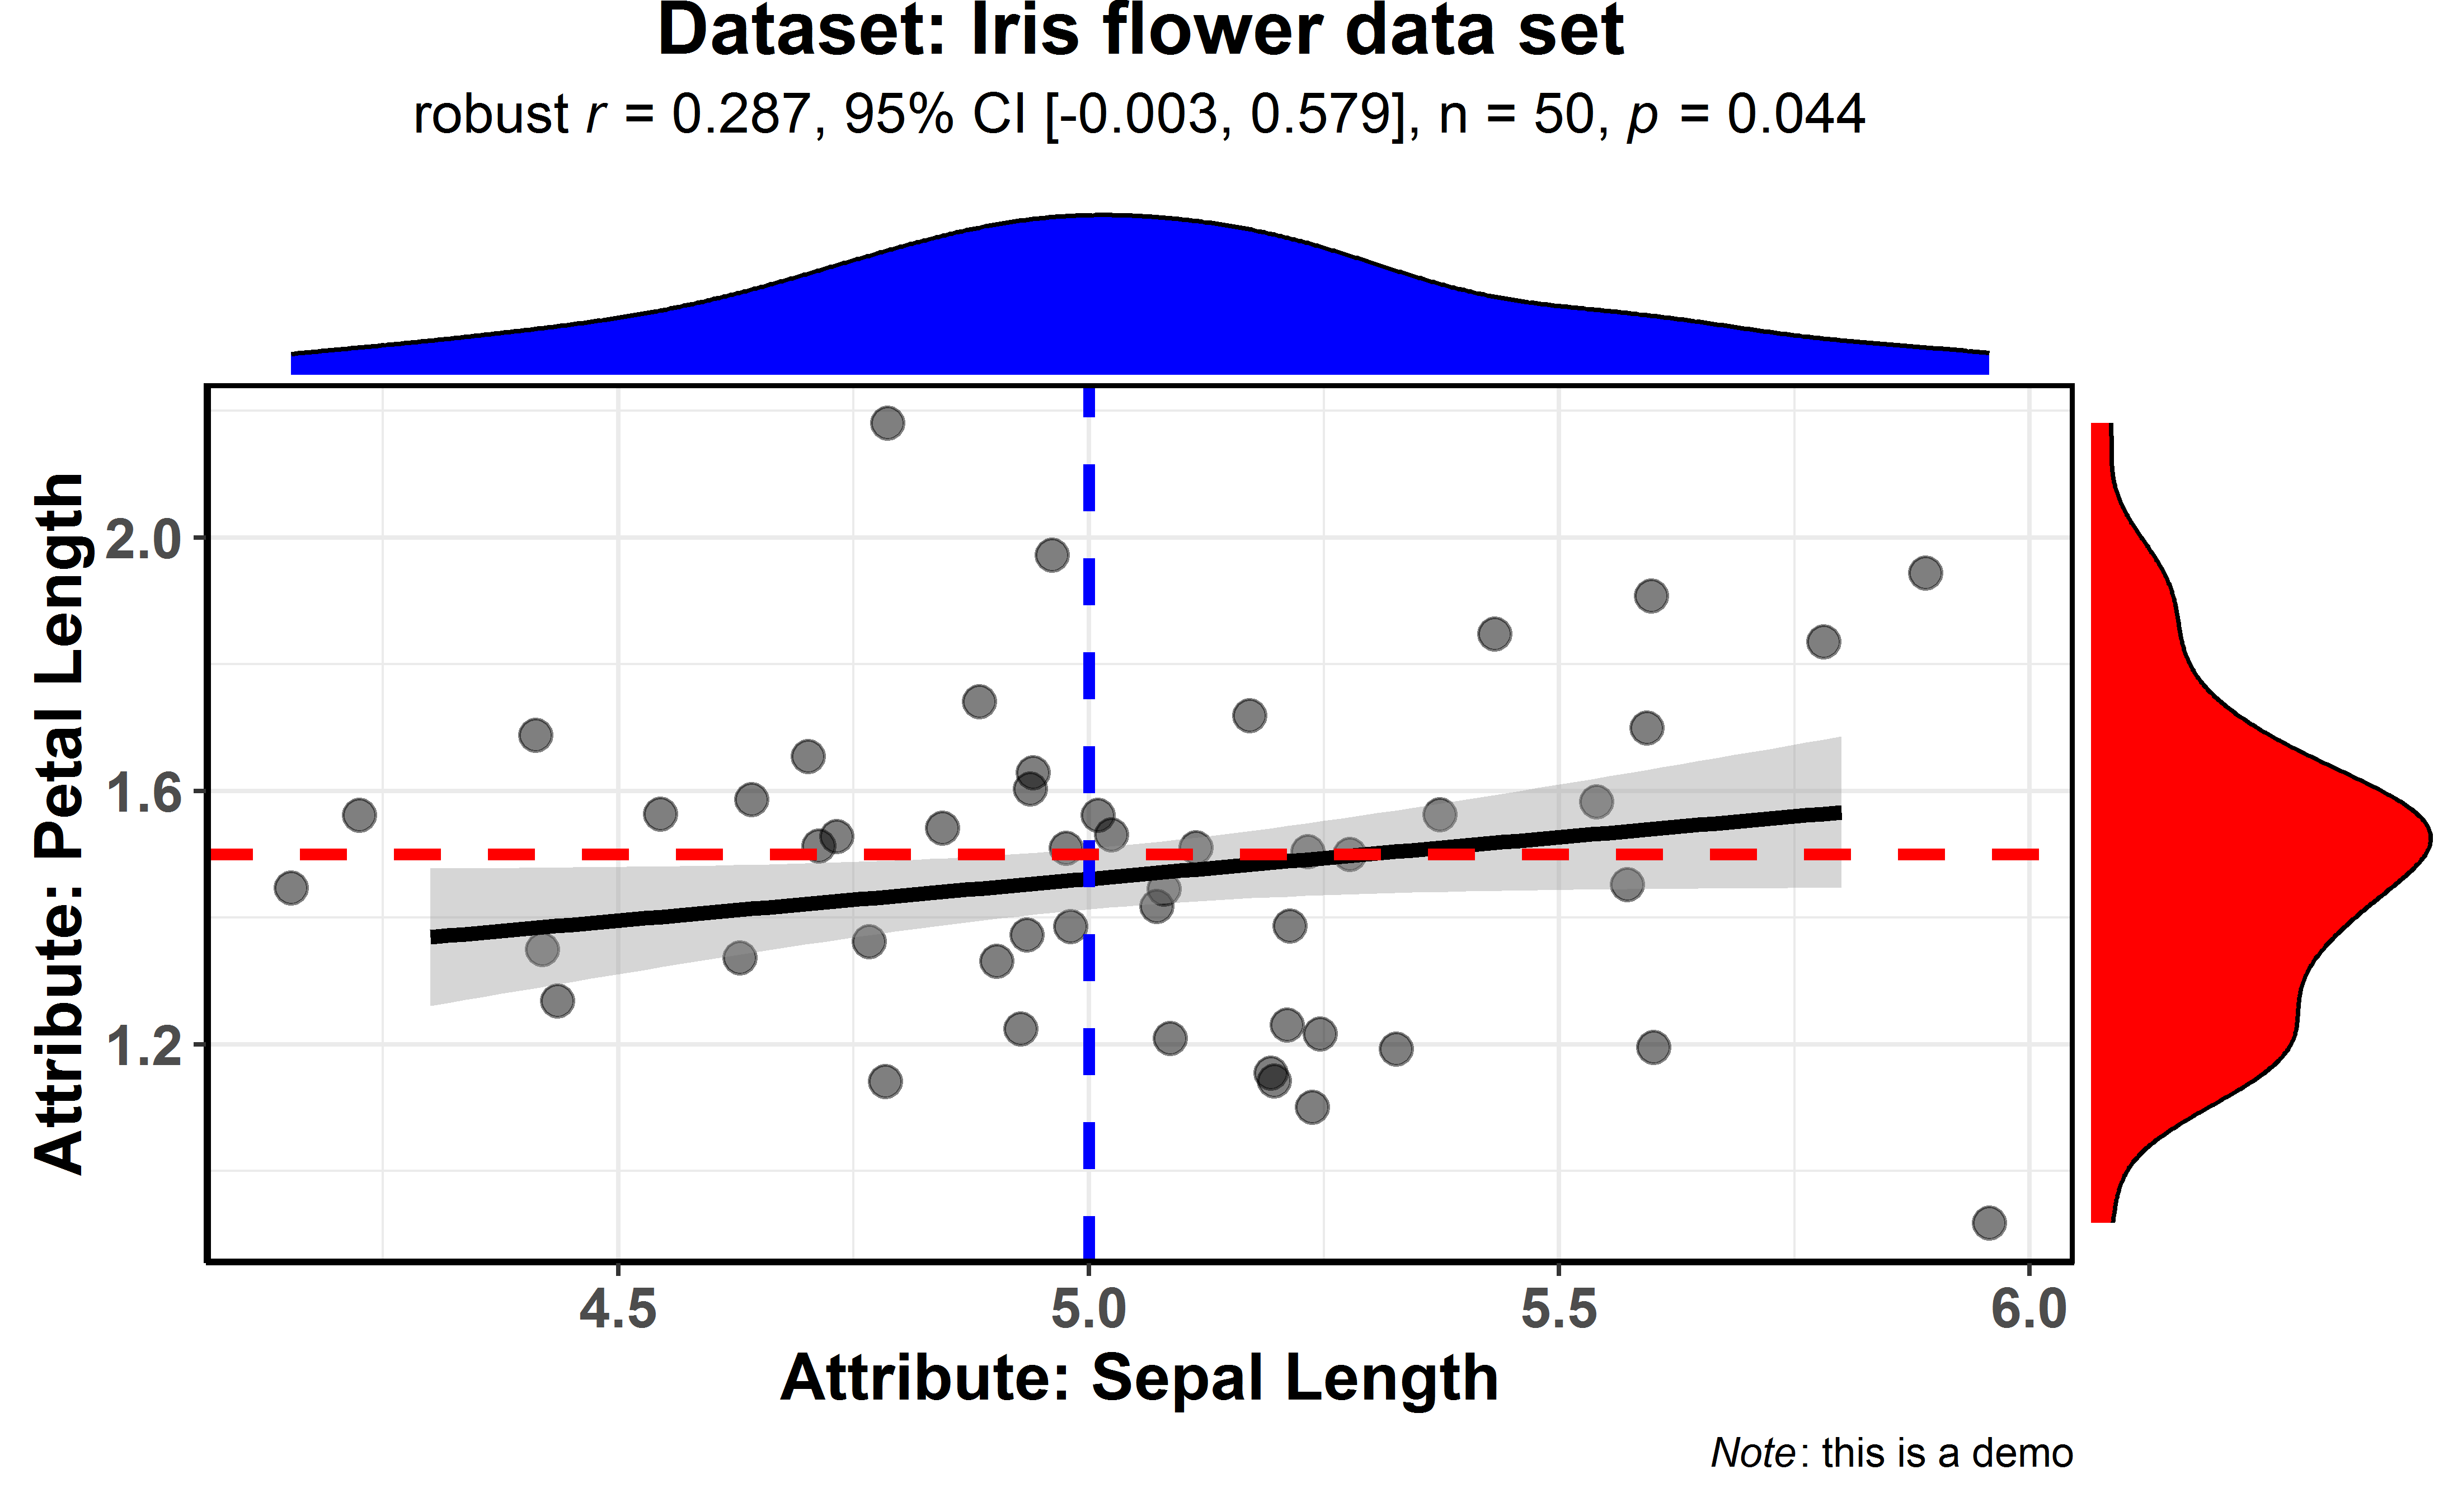 Dataset: Iris flower data set
robust r = 0.287, 95% CI [-0.003, 0.579], n = 50, p = 0.044
Attribute: Petal Length
2.0
1.6
1.2
4.5 5.0 5.5 6.0
Attribute: Sepal Length
Note: this is a demo